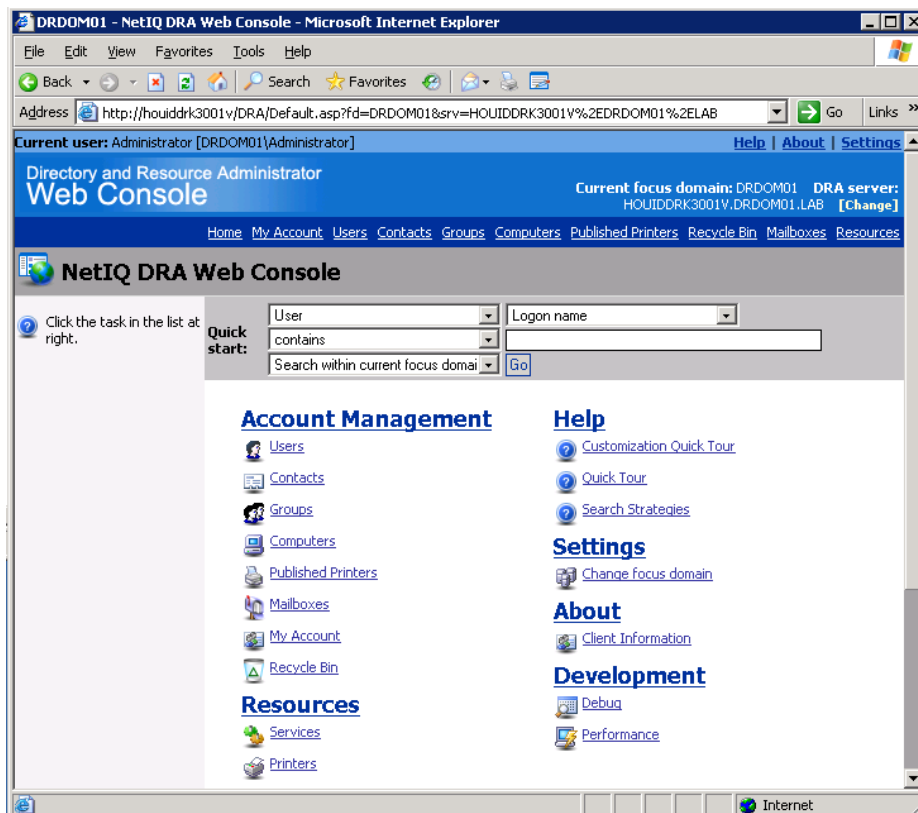 DRDOM01 - NetIQ DRA Web Console - Microsoft Internet Explorer
File Edit View Favorites Tools Help
Back Search Favorites
Address http://houiddrk3001v/DRA/Default.asp?fd=DRDOM01&srv=HOUIDDRK3001V%2EDRDOM01%2ELAB Go Links »
Current user: Administrator [DRDOM01\Administrator] Help | About | Settings
Directory and Resource Administrator
Web Console
Current focus domain: DRDOM01 DRA server:
HOUIDDRK3001V.DRDOM01.LAB [Change]
Home My Account Users Contacts Groups Computers Published Printers Recycle Bin Mailboxes Resources
NetIQ DRA Web Console
Click the task in the list at
right.
Quick
start:
User Logon name
contains
Search within current focus domai Go
Account Management
Users
Contacts
Groups
Computers
Published Printers
Mailboxes
My Account
Recycle Bin
Resources
Services
Printers
Help
Customization Quick Tour
Quick Tour
Search Strategies
Settings
Change focus domain
About
Client Information
Development
Debug
Performance
Internet